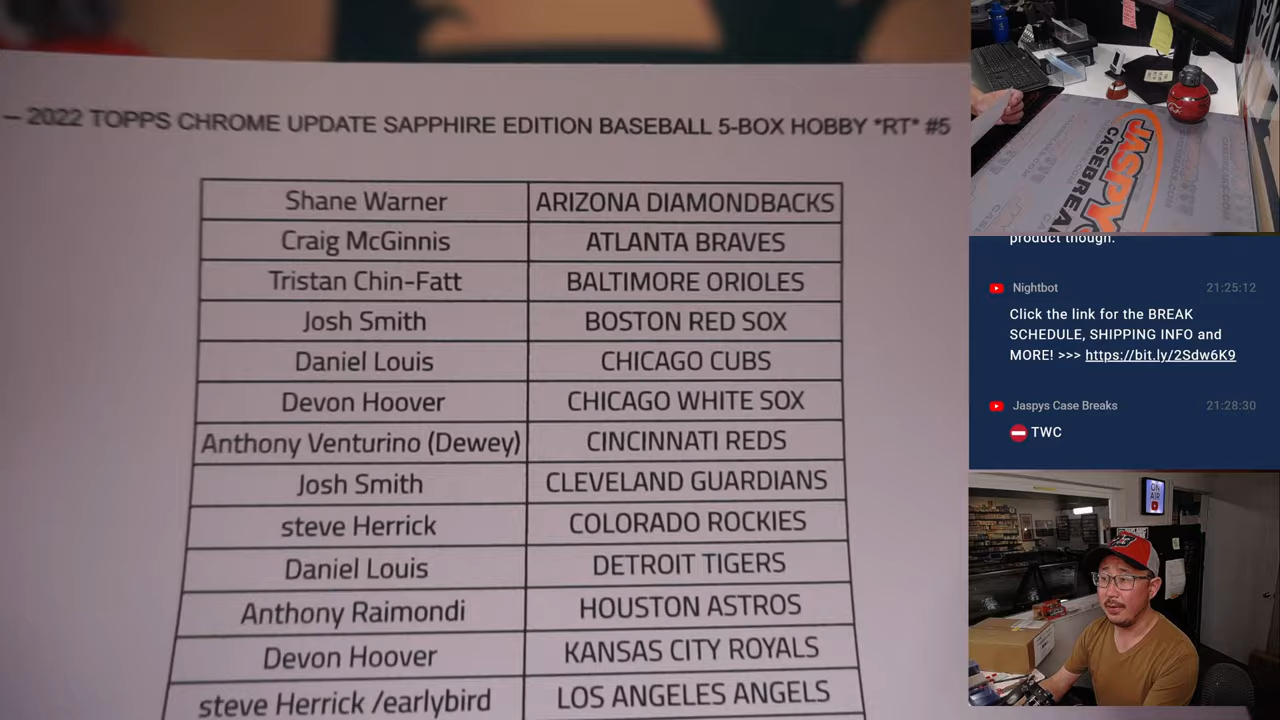 – 2022 TOPPS CHROME UPDATE SAPPHIRE EDITION BASEBALL 5-BOX HOBBY *RT* #5
Shane Warner ARIZONA DIAMONDBACKS
Craig McGinnis ATLANTA BRAVES
Tristan Chin-Fatt BALTIMORE ORIOLES
Josh Smith BOSTON RED SOX
Daniel Louis CHICAGO CUBS
Devon Hoover CHICAGO WHITE SOX
Anthony Venturino (Dewey) CINCINNATI REDS
Josh Smith CLEVELAND GUARDIANS
steve Herrick COLORADO ROCKIES
Daniel Louis DETROIT TIGERS
Anthony Raimondi HOUSTON ASTROS
Devon Hoover KANSAS CITY ROYALS
steve Herrick /earlybird LOS ANGELES ANGELS
JASPY'S
CASEBREAK
product though.
Nightbot 21:25:12
Click the link for the BREAK
SCHEDULE, SHIPPING INFO and
MORE! >>> https://bit.ly/2Sdw6K9
Jaspys Case Breaks 21:28:30
TWC
ON
AIR